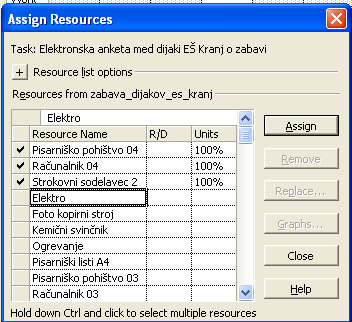 Assign Resources
Task: Elektronska anketa med dijaki EŠ Kranj o zabavi
+ Resource list options
Resources from zabava_dijakov_es_kranj
Elektro
Resource Name R/D Units
Pisarniško pohištvo 04 100%
Računalnik 04 100%
Strokovni sodelavec 2 100%
Elektro
Foto kopirni stroj
Kemični svinčnik
Ogrevanje
Pisarniški listi A4
Pisarniško pohištvo 03
Računalnik 03
Assign
Remove
Replace...
Graphs...
Close
Help
Hold down Ctrl and click to select multiple resources